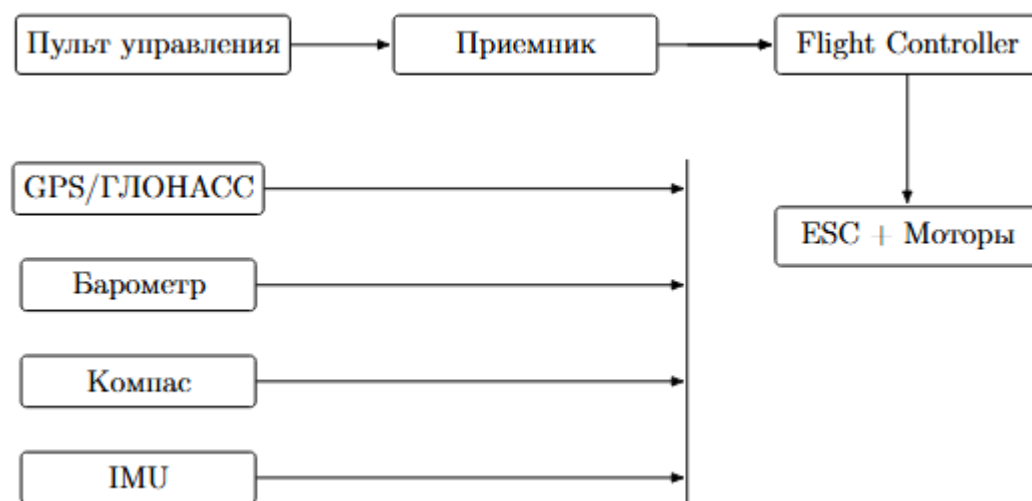 Пульт управления
Приемник
Flight Controller
GPS/ГЛОНАСС
ESC + Моторы
Барометр
Компас
IMU